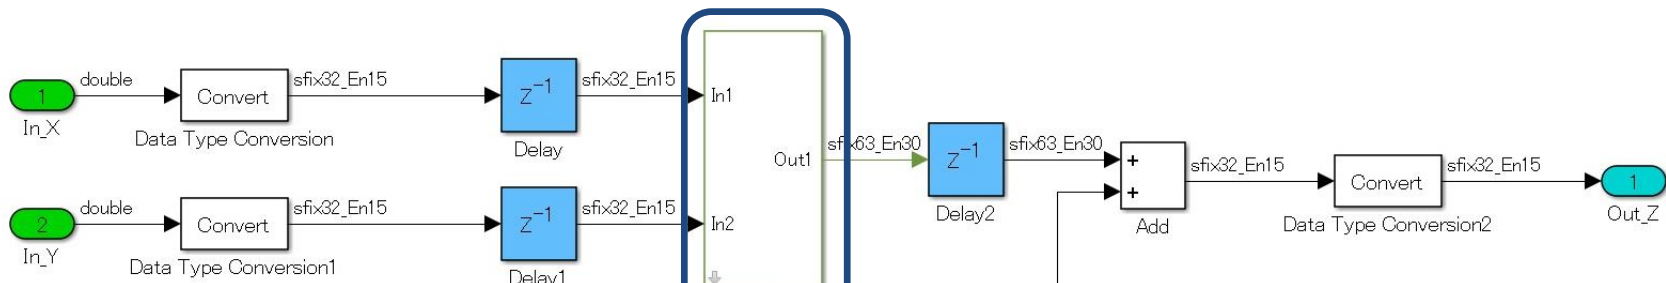 1
In_X
double
Convert
Data Type Conversion
sfix32_En15
Z-1
Delay
sfix32_En15
In1
2
In_Y
double
Convert
Data Type Conversion1
sfix32_En15
Z-1
Delay1
sfix32_En15
In2
Out1
sfix63_En30
Z-1
Delay2
sfix63_En30
+
+
Add
sfix32_En15
Convert
Data Type Conversion2
sfix32_En15
1
Out_Z